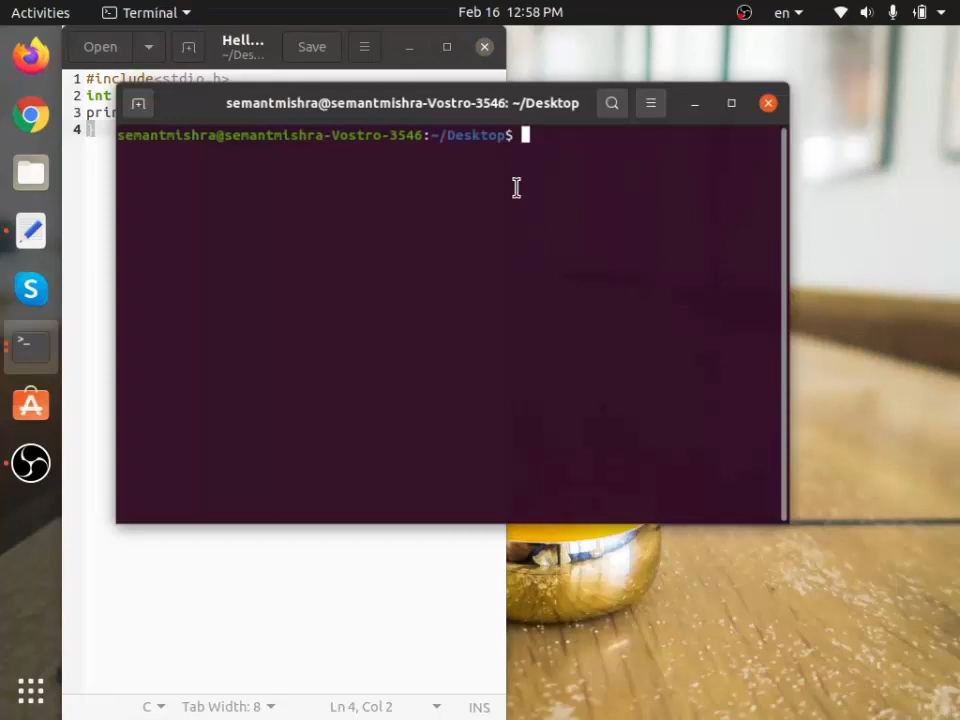 Activities
Terminal
Feb 16 12:58 PM
en
Open
Hell...
~/Des...
Save
1 #include<stdio.h>
2 int
3 prin
4 }
semantmishra@semantmishra-Vostro-3546: ~/Desktop
semantmishra@semantmishra-Vostro-3546:~/Desktop$
C
Tab Width: 8
Ln 4, Col 2
INS